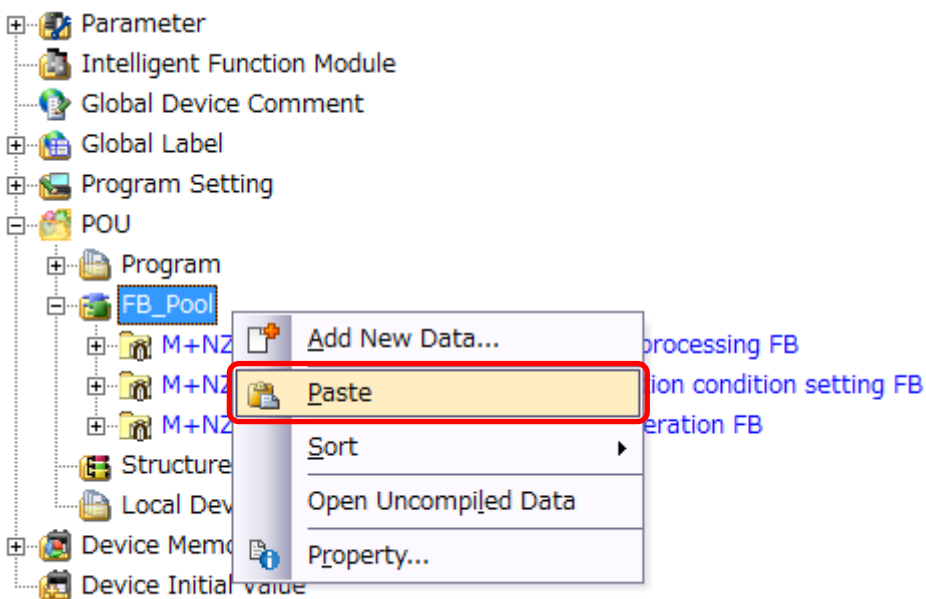 Parameter
Intelligent Function Module
Global Device Comment
Global Label
Program Setting
POU
Program
FB_Pool
Add New Data...
M+NZ processing FB
Paste
M+NZ ion condition setting FB
M+NZ eration FB
Sort
Structure
Open Uncompiled Data
Local Dev
Device Memo
Property...
Device Initial Value